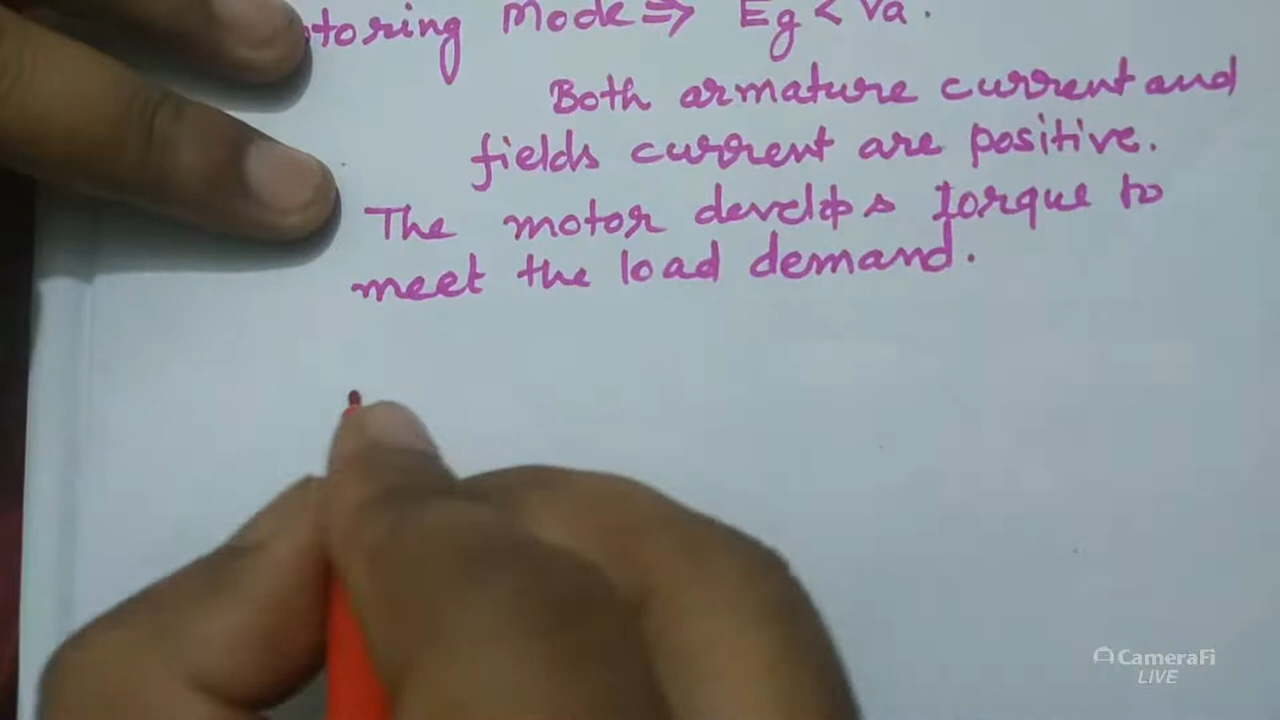 toring Mode ⇒ Eg < Va.
Both armature current and
fields current are positive.
The motor develops torque to
meet the load demand.
CameraFi
LIVE